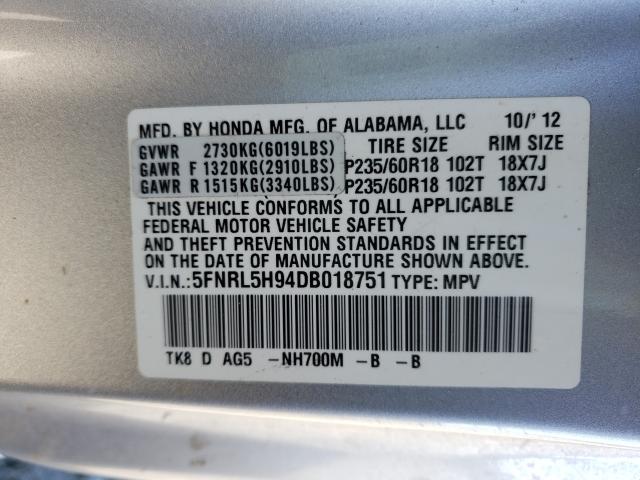 MFD. BY HONDA MFG. OF ALABAMA, LLC 10/'12
TIRE SIZE RIM SIZE
GVWR 2730KG(6019LBS)
GAWR F 1320KG(2910LBS) P235/60R18 102T 18X7J
GAWR R 1515KG(3340LBS) P235/60R18 102T 18X7J
THIS VEHICLE CONFORMS TO ALL APPLICABLE
FEDERAL MOTOR VEHICLE SAFETY
AND THEFT PREVENTION STANDARDS IN EFFECT
ON THE DATE OF MANUFACTURE SHOWN ABOVE.
V.I.N.:5FNRL5H94DB018751 TYPE: MPV
TK8 D AG5 -NH700M -B -B